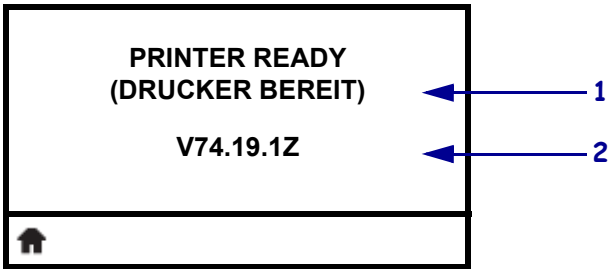 PRINTER READY
(DRUCKER BEREIT)
1
V74.19.1Z
2